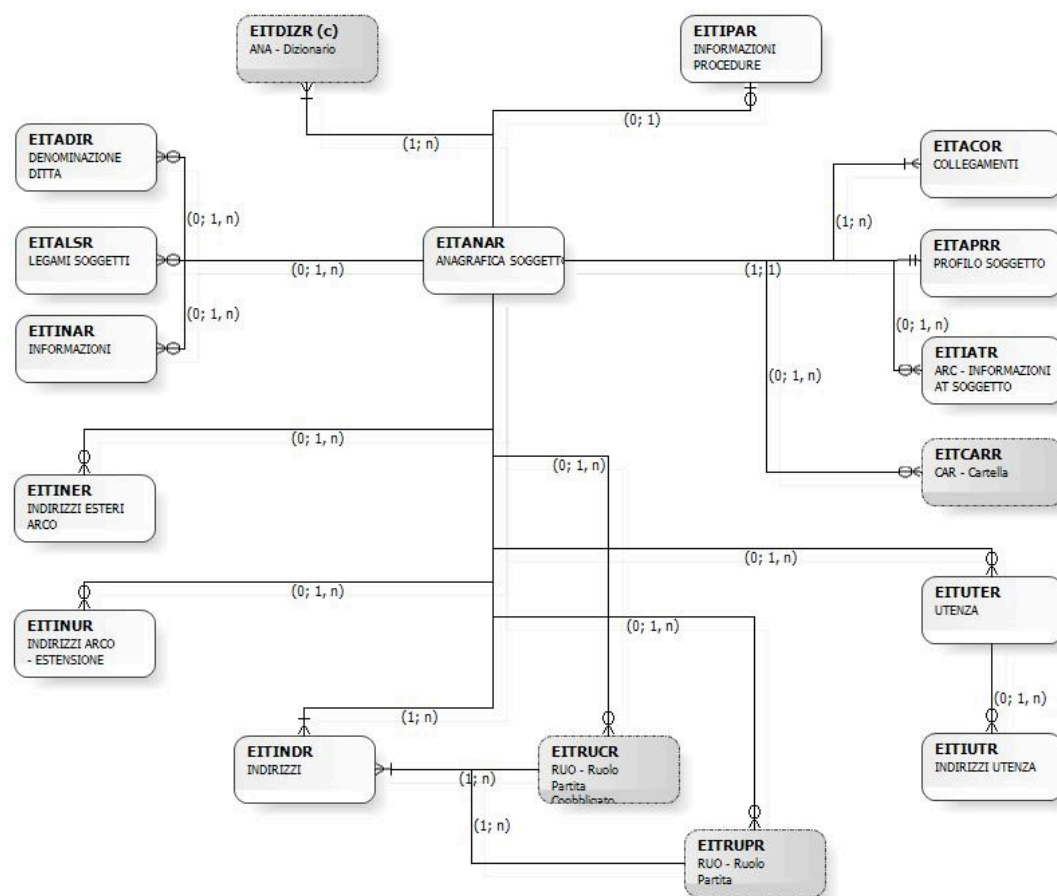 EITDIZR (c)
ANA - Dizionario
EITIPAR
INFORMAZIONI
PROCEDURE
(0; 1)
(1; n)
EITADIR
DENOMINAZIONE
DITTA
EITACOR
COLLEGAMENTI
(0; 1, n)
(1; n)
EITALSR
LEGAMI SOGGETTI
EITANAR
ANAGRAFICA SOGGETTO
EITAPRR
PROFILO SOGGETTO
(0; 1, n)
(1; 1)
(0; 1, n)
EITINAR
INFORMAZIONI
(0; 1, n)
EITIATR
ARC - INFORMAZIONI
AT SOGGETTO
(0; 1, n)
(0; 1, n)
EITCARR
CAR - Cartella
(0; 1, n)
EITINER
INDIRIZZI ESTERI
ARCO
(0; 1, n)
EITUTER
UTENZA
(0; 1, n)
EITINUR
INDIRIZZI ARCO
- ESTENSIONE
(0; 1, n)
(0; 1, n)
(1; n)
EITINDR
INDIRIZZI
EITRUCR
RUO - Ruolo
Partita
Coobbligato
EITIUTR
INDIRIZZI UTENZA
(1; n)
(1; n)
EITRUPR
RUO - Ruolo
Partita